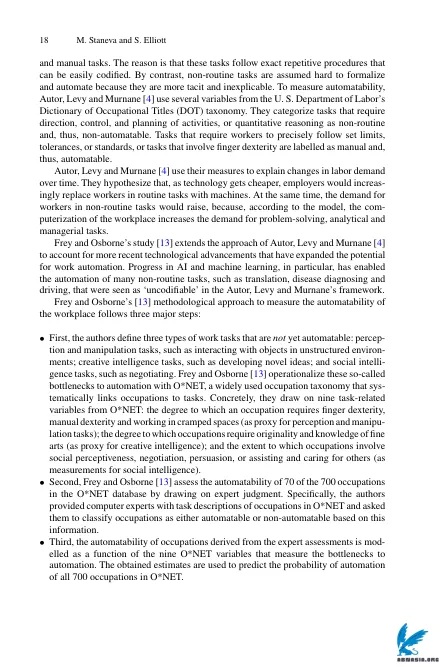 18 M. Staneva and S. Elliott
and manual tasks. The reason is that these tasks follow exact repetitive procedures that
can be easily codified. By contrast, non-routine tasks are assumed hard to formalize
and automate because they are more tacit and inexplicable. To measure automatability,
Autor, Levy and Murnane [4] use several variables from the U. S. Department of Labor's
Dictionary of Occupational Titles (DOT) taxonomy. They categorize tasks that require
direction, control, and planning of activities, or quantitative reasoning as non-routine
and, thus, non-automatable. Tasks that require workers to precisely follow set limits,
tolerances, or standards, or tasks that involve finger dexterity are labelled as manual and,
thus, automatable.
Autor, Levy and Murnane [4] use their measures to explain changes in labor demand
over time. They hypothesize that, as technology gets cheaper, employers would increas-
ingly replace workers in routine tasks with machines. At the same time, the demand for
workers in non-routine tasks would raise, because, according to the model, the com-
puterization of the workplace increases the demand for problem-solving, analytical and
managerial tasks.
Frey and Osborne's study [13] extends the approach of Autor, Levy and Murnane [4]
to account for more recent technological advancements that have expanded the potential
for work automation. Progress in AI and machine learning, in particular, has enabled
the automation of many non-routine tasks, such as translation, disease diagnosing and
driving, that were seen as 'uncodifiable' in the Autor, Levy and Murnane's framework.
Frey and Osborne's [13] methodological approach to measure the automatability of
the workplace follows three major steps:
• First, the authors define three types of work tasks that are not yet automatable: percep-
tion and manipulation tasks, such as interacting with objects in unstructured environ-
ments; creative intelligence tasks, such as developing novel ideas; and social intelli-
gence tasks, such as negotiating. Frey and Osborne [13] operationalize these so-called
bottlenecks to automation with O*NET, a widely used occupation taxonomy that sys-
tematically links occupations to tasks. Concretely, they draw on nine task-related
variables from O*NET: the degree to which an occupation requires finger dexterity,
manual dexterity and working in cramped spaces (as proxy for perception and manipu-
lation tasks); the degree to which occupations require originality and knowledge of fine
arts (as proxy for creative intelligence); and the extent to which occupations involve
social perceptiveness, negotiation, persuasion, or assisting and caring for others (as
measurements for social intelligence).
• Second, Frey and Osborne [13] assess the automatability of 70 of the 700 occupations
in the O*NET database by drawing on expert judgment. Specifically, the authors
provided computer experts with task descriptions of occupations in O*NET and asked
them to classify occupations as either automatable or non-automatable based on this
information.
• Third, the automatability of occupations derived from the expert assessments is mod-
elled as a function of the nine O*NET variables that measure the bottlenecks to
automation. The obtained estimates are used to predict the probability of automation
of all 700 occupations in O*NET.